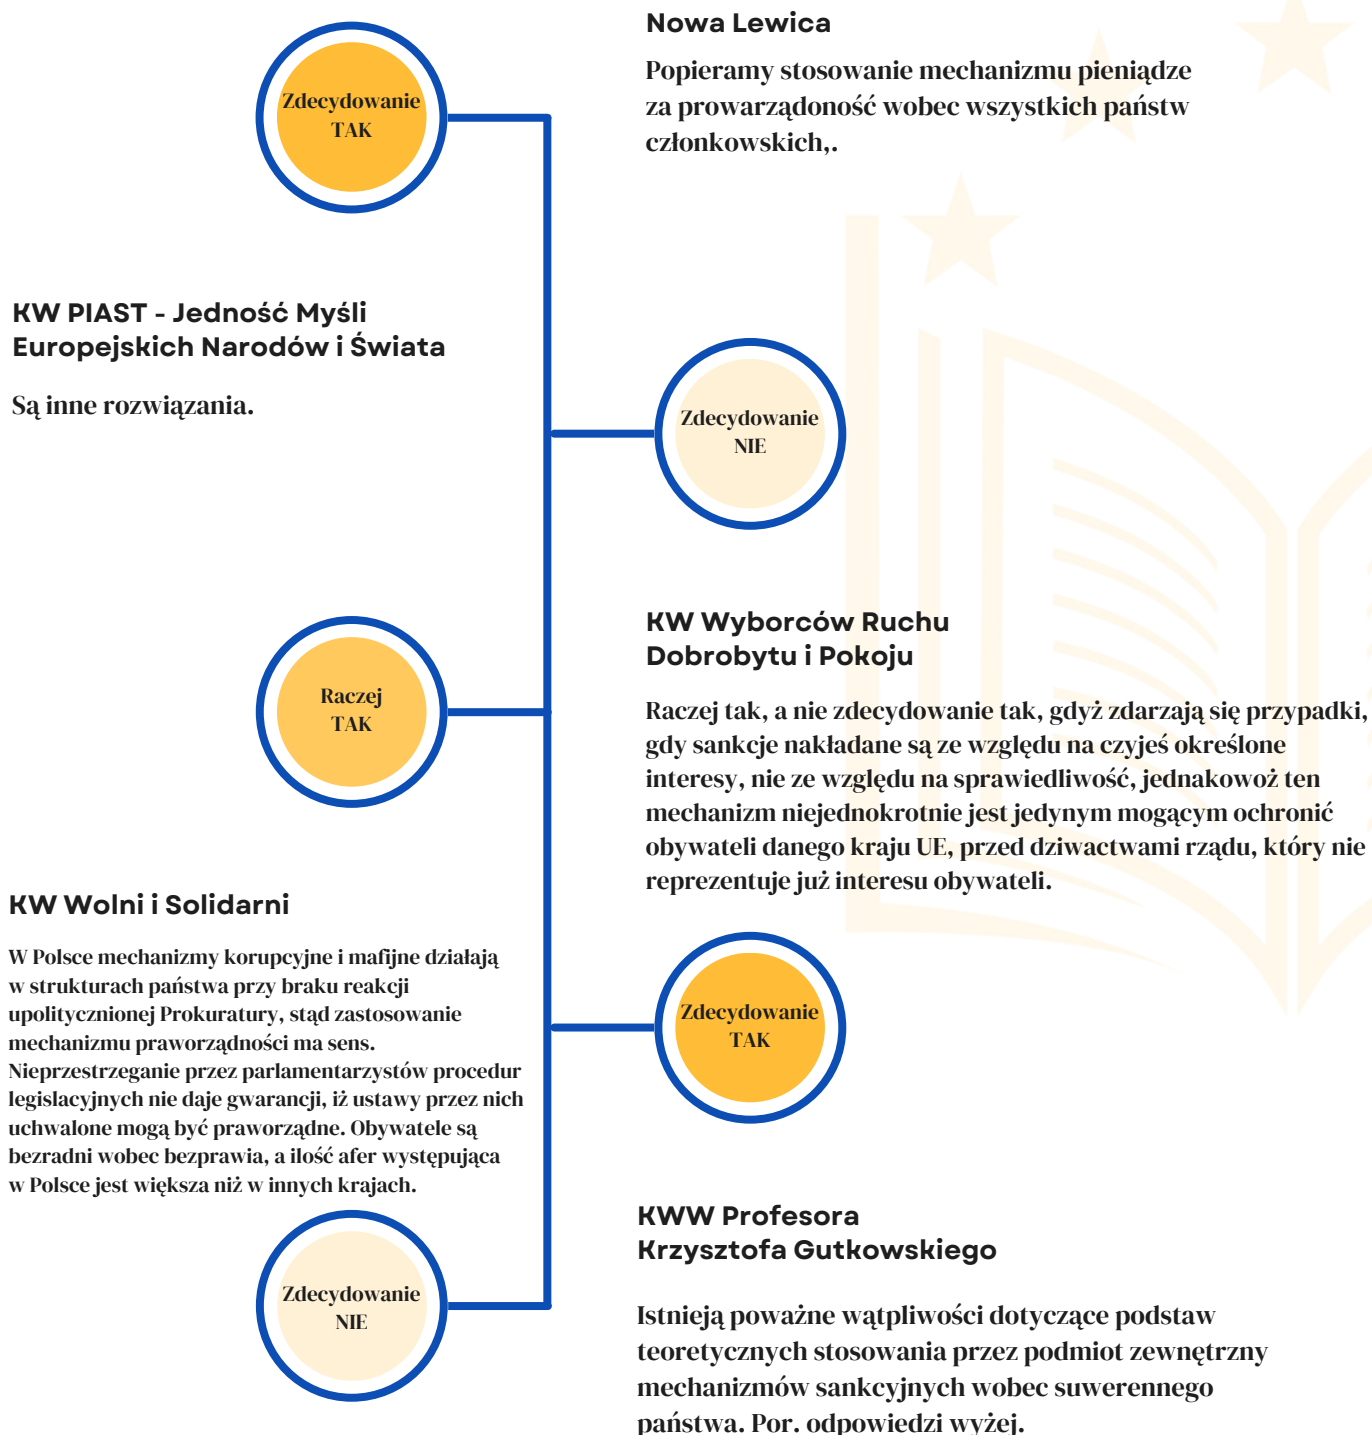 Nowa Lewica
Zdecydowanie
TAK
Popieramy stosowanie mechanizmu pieniądze
za prowarządoność wobec wszystkich państw
członkowskich,.
KW PIAST - Jedność Myśli
Europejskich Narodów i Świata
Są inne rozwiązania.
Zdecydowanie
NIE
KW Wyborców Ruchu
Dobrobytu i Pokoju
Raczej
TAK
Raczej tak, a nie zdecydowanie tak, gdyż zdarzają się przypadki,
gdy sankcje nakładane są ze względu na czyjeś określone
interesy, nie ze względu na sprawiedliwość, jednakowoż ten
mechanizm niejednokrotnie jest jedynym mogącym ochronić
obywateli danego kraju UE, przed dziwactwami rządu, który nie
reprezentuje już interesu obywateli.
KW Wolni i Solidarni
W Polsce mechanizmy korupcyjne i mafijne działają
w strukturach państwa przy braku reakcji
upolitycznionej Prokuratury, stąd zastosowanie
mechanizmu praworządności ma sens.
Nieprzestrzeganie przez parlamentarzystów procedur
legislacyjnych nie daje gwarancji, iż ustawy przez nich
uchwalone mogą być praworządne. Obywatele są
bezradni wobec bezprawia, a ilość afer występująca
w Polsce jest większa niż w innych krajach.
Zdecydowanie
TAK
KWW Profesora
Krzysztofa Gutkowskiego
Zdecydowanie
NIE
Istnieją poważne wątpliwości dotyczące podstaw
teoretycznych stosowania przez podmiot zewnętrzny
mechanizmów sankcyjnych wobec suwerennego
państwa. Por. odpowiedzi wyżej.